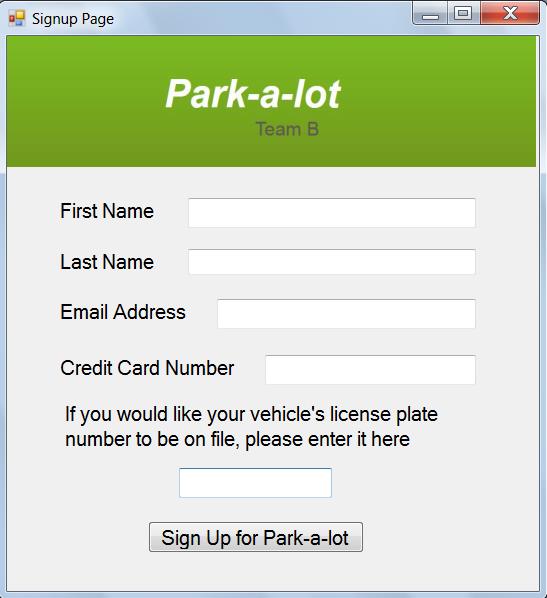 Signup Page
Park-a-lot
Team B
First Name
Last Name
Email Address
Credit Card Number
If you would like your vehicle's license plate
number to be on file, please enter it here
Sign Up for Park-a-lot